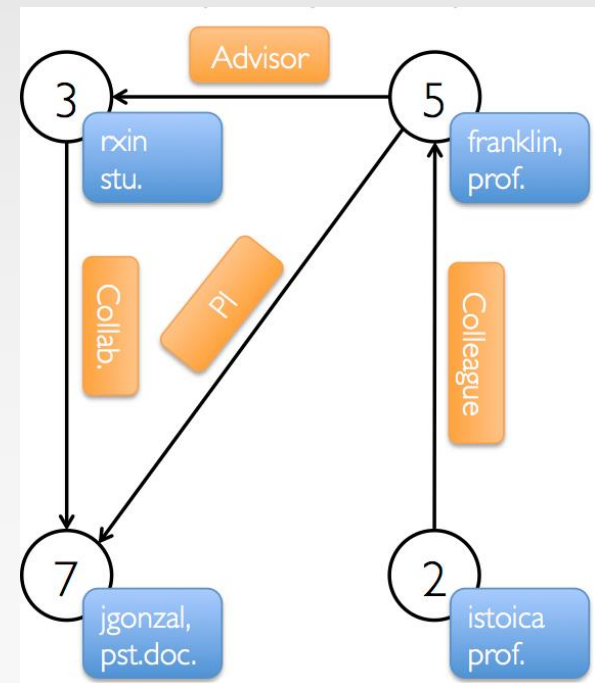 Advisor
3
5
rxin
stu.
franklin,
prof.
Collab.
PI
Colleague
7
2
jgonzal,
pst.doc.
istoica
prof.